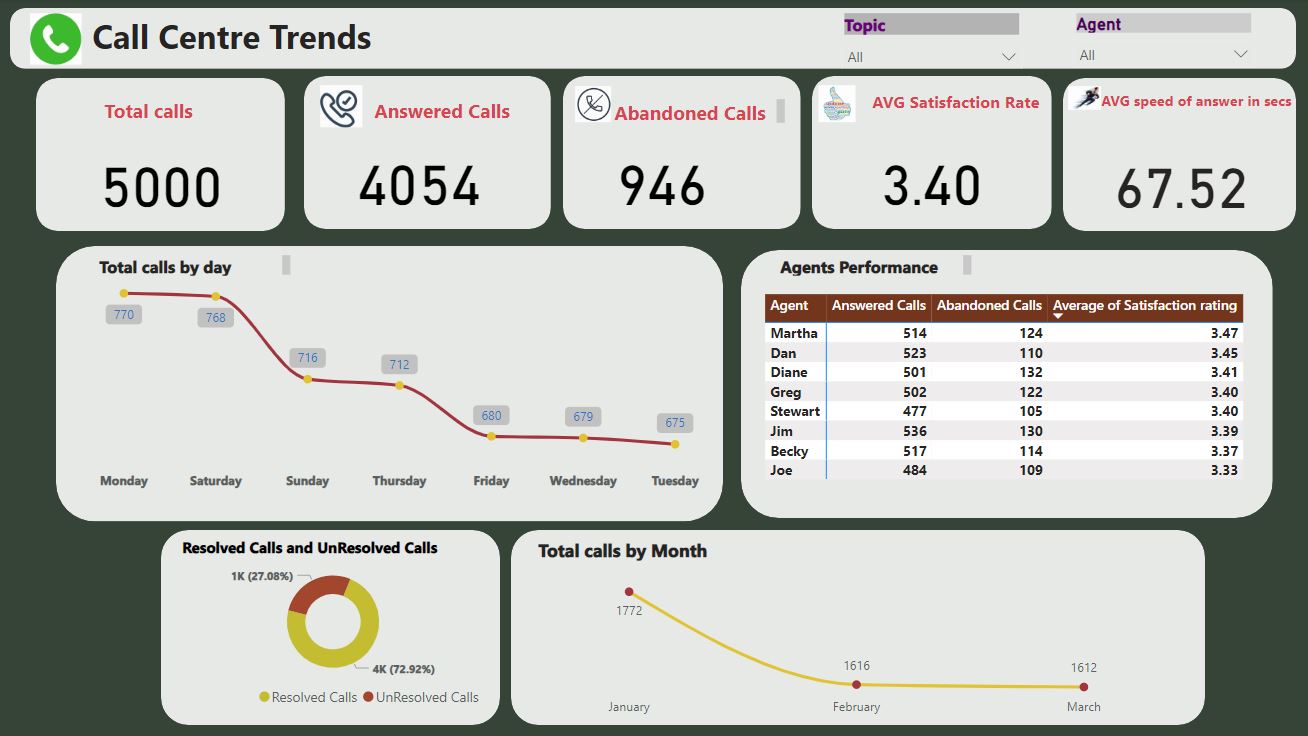 Call Centre Trends
Topic
All
Agent
All
Total calls
5000
Answered Calls
4054
Abandoned Calls
946
AVG Satisfaction Rate
3.40
AVG speed of answer in secs
67.52
Total calls by day
770
768
716
712
680
679
675
Monday Saturday Sunday Thursday Friday Wednesday Tuesday
Agents Performance
Agent Answered Calls Abandoned Calls Average of Satisfaction rating
Martha 514 124 3.47
Dan 523 110 3.45
Diane 501 132 3.41
Greg 502 122 3.40
Stewart 477 105 3.40
Jim 536 130 3.39
Becky 517 114 3.37
Joe 484 109 3.33
Resolved Calls and UnResolved Calls
1K (27.08%)
4K (72.92%)
Resolved Calls UnResolved Calls
Total calls by Month
1772
1616
1612
January February March